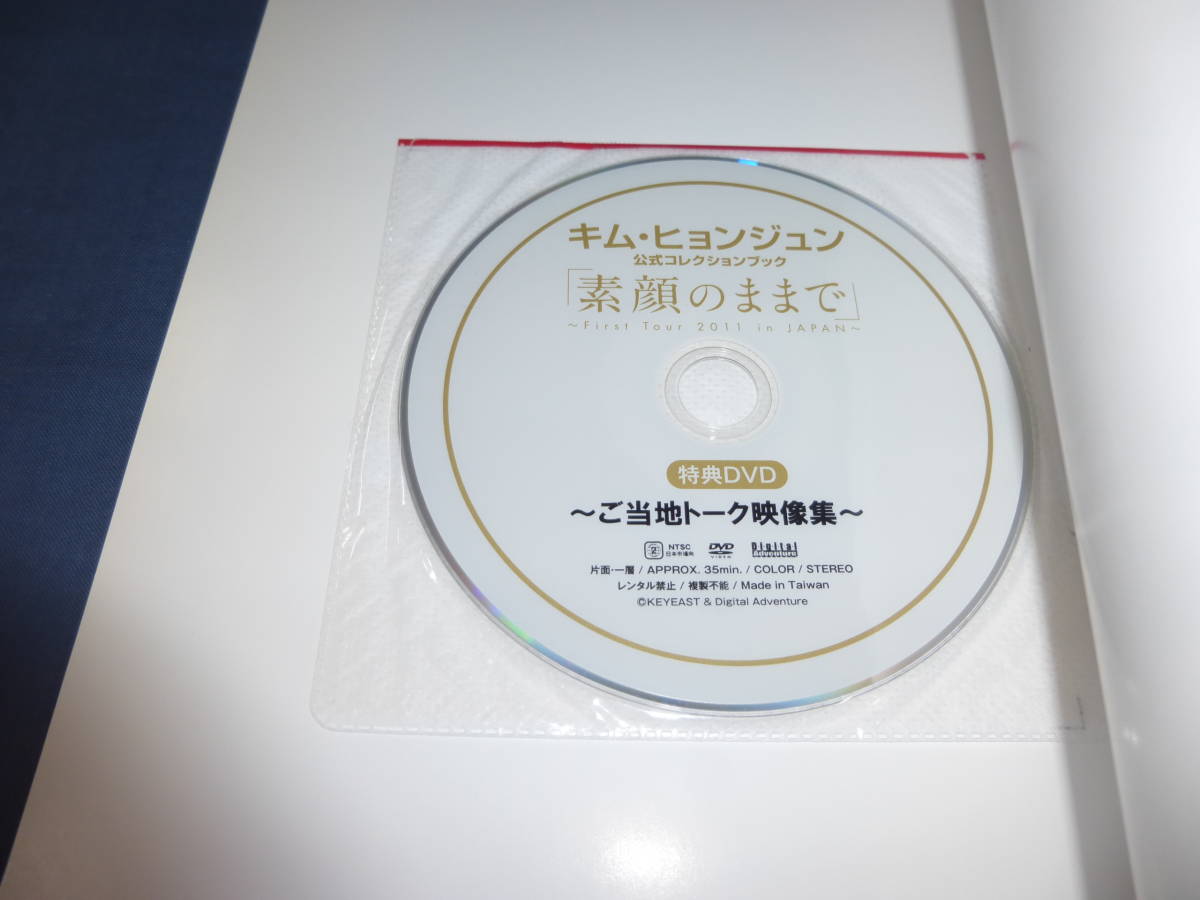 キム・ヒョンジュン
公式コレクションブック
「素顔のままで」
~First Tour 2011 in JAPAN~
特典DVD
～ご当地トーク映像集～
2 NTSC 日本市場向 DVD VIDEO Digital Adventure
片面・一層 / APPROX. 35min. / COLOR / STEREO
レンタル禁止 / 複製不能 / Made in Taiwan
©KEYEAST & Digital Adventure